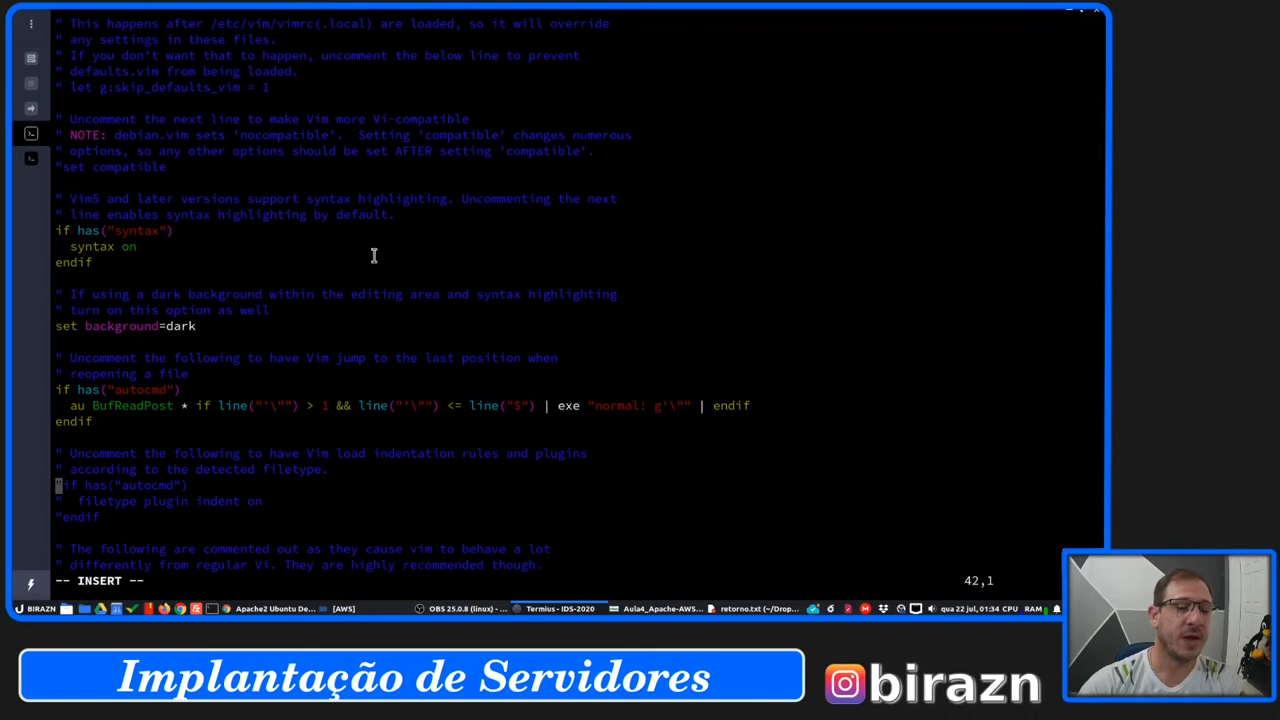 " This happens after /etc/vim/vimrc(.local) are loaded, so it will override
" any settings in these files.
" If you don't want that to happen, uncomment the below line to prevent
" defaults.vim from being loaded.
" let g:skip_defaults_vim = 1
" Uncomment the next line to make Vim more Vi-compatible
" NOTE: debian.vim sets 'nocompatible'.  Setting 'compatible' changes numerous
" options, so any other options should be set AFTER setting 'compatible'.
"set compatible
" Vim5 and later versions support syntax highlighting. Uncommenting the next
" line enables syntax highlighting by default.
if has("syntax")
  syntax on
endif
" If using a dark background within the editing area and syntax highlighting
" turn on this option as well
set background=dark
" Uncomment the following to have Vim jump to the last position when
" reopening a file
if has("autocmd")
  au BufReadPost * if line("'\"") > 1 && line("'\"") <= line("$") | exe "normal! g'\"" | endif
endif
" Uncomment the following to have Vim load indentation rules and plugins
" according to the detected filetype.
"if has("autocmd")
"  filetype plugin indent on
"endif
" The following are commented out as they cause vim to behave a lot
" differently from regular Vi. They are highly recommended though.
-- INSERT -- 42,1
BIRAZN Apache2 Ubuntu De... [AWS] OBS 25.0.8 (linux) -... Termius - IDS-2020 Aula4_Apache-AWS... retorno.txt (~/Drop... qua 22 jul, 01:34 CPU RAM
Implantação de Servidores
birazn